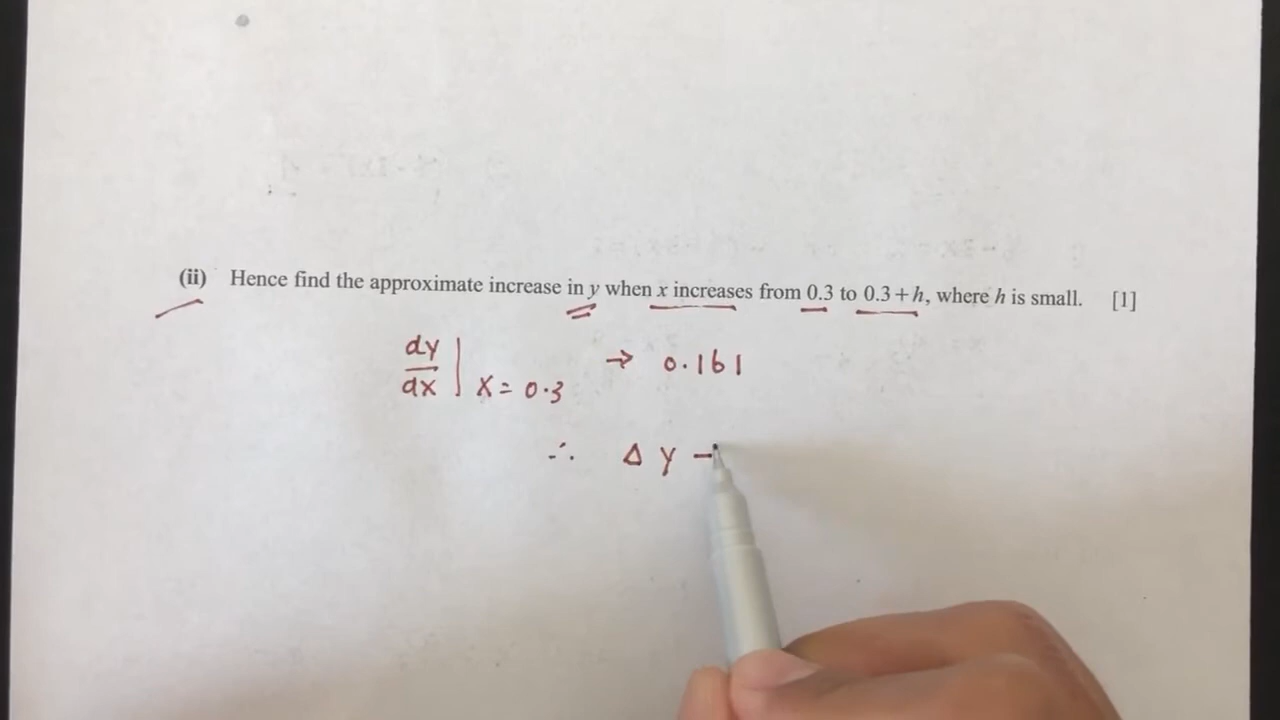 (ii) Hence find the approximate increase in y when x increases from 0.3 to 0.3 + h, where h is small. [1]
dy/dx | x = 0.3 → 0.161
∴ Δ y